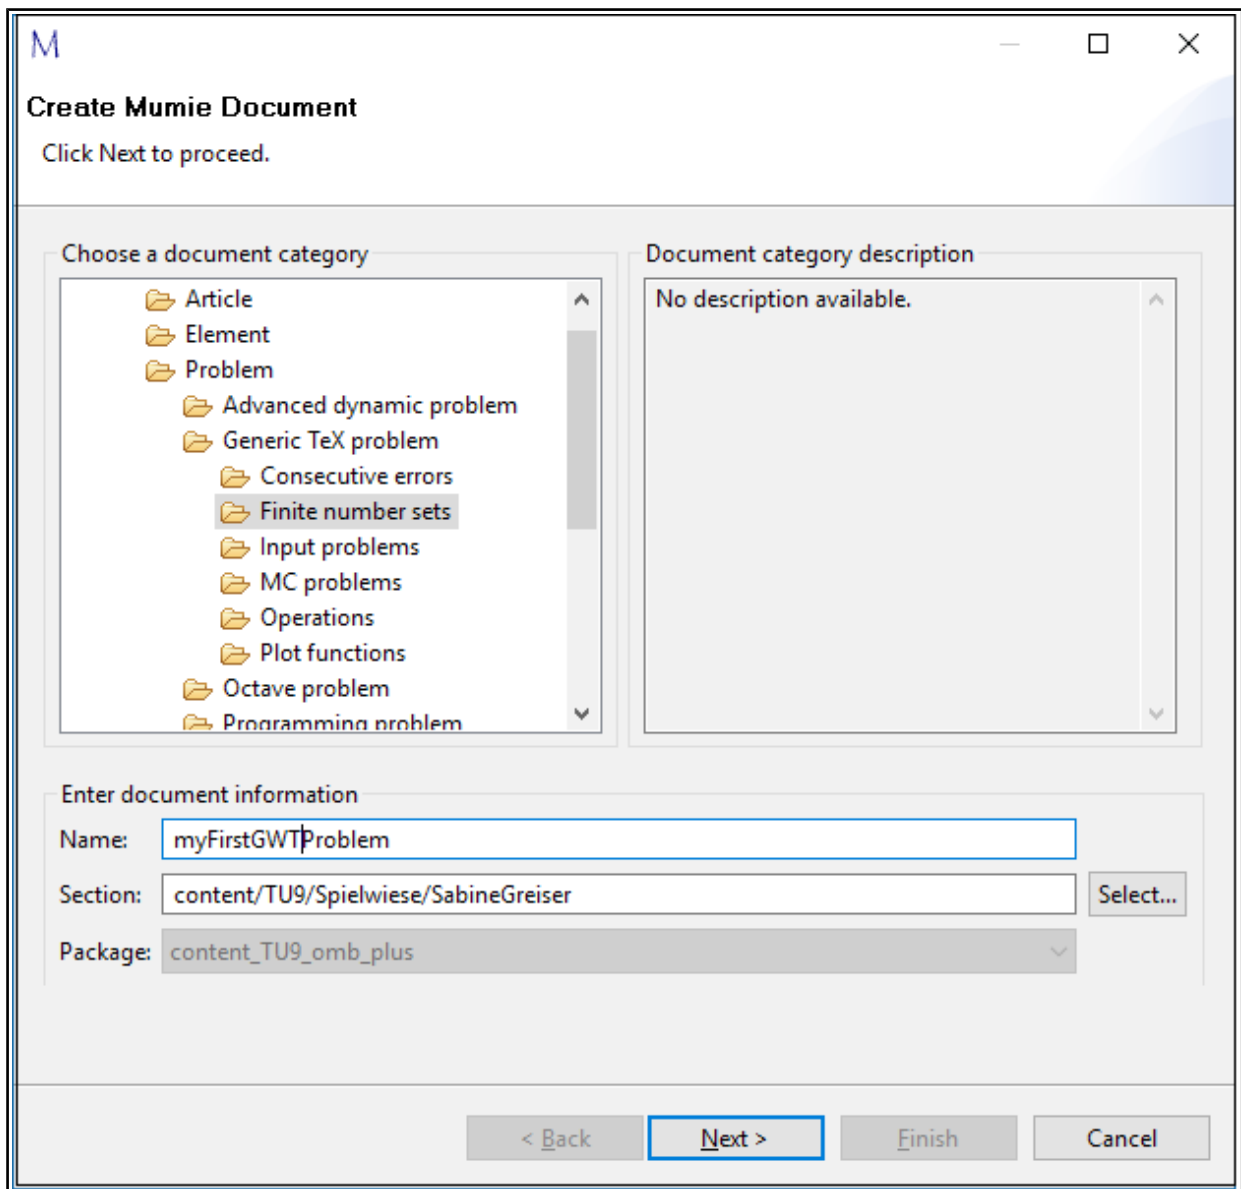 M
Create Mumie Document
Click Next to proceed.
Choose a document category
Article
Element
Problem
Advanced dynamic problem
Generic TeX problem
Consecutive errors
Finite number sets
Input problems
MC problems
Operations
Plot functions
Octave problem
Programming problem
Document category description
No description available.
Enter document information
Name: myFirstGWTProblem
Section: content/TU9/Spielwiese/SabineGreiser Select...
Package: content_TU9_omb_plus
< Back Next > Finish Cancel